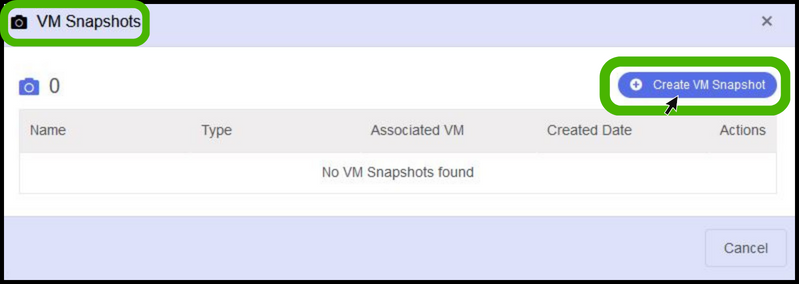 VM Snapshots
0
Create VM Snapshot
Name Type Associated VM Created Date Actions
No VM Snapshots found
Cancel